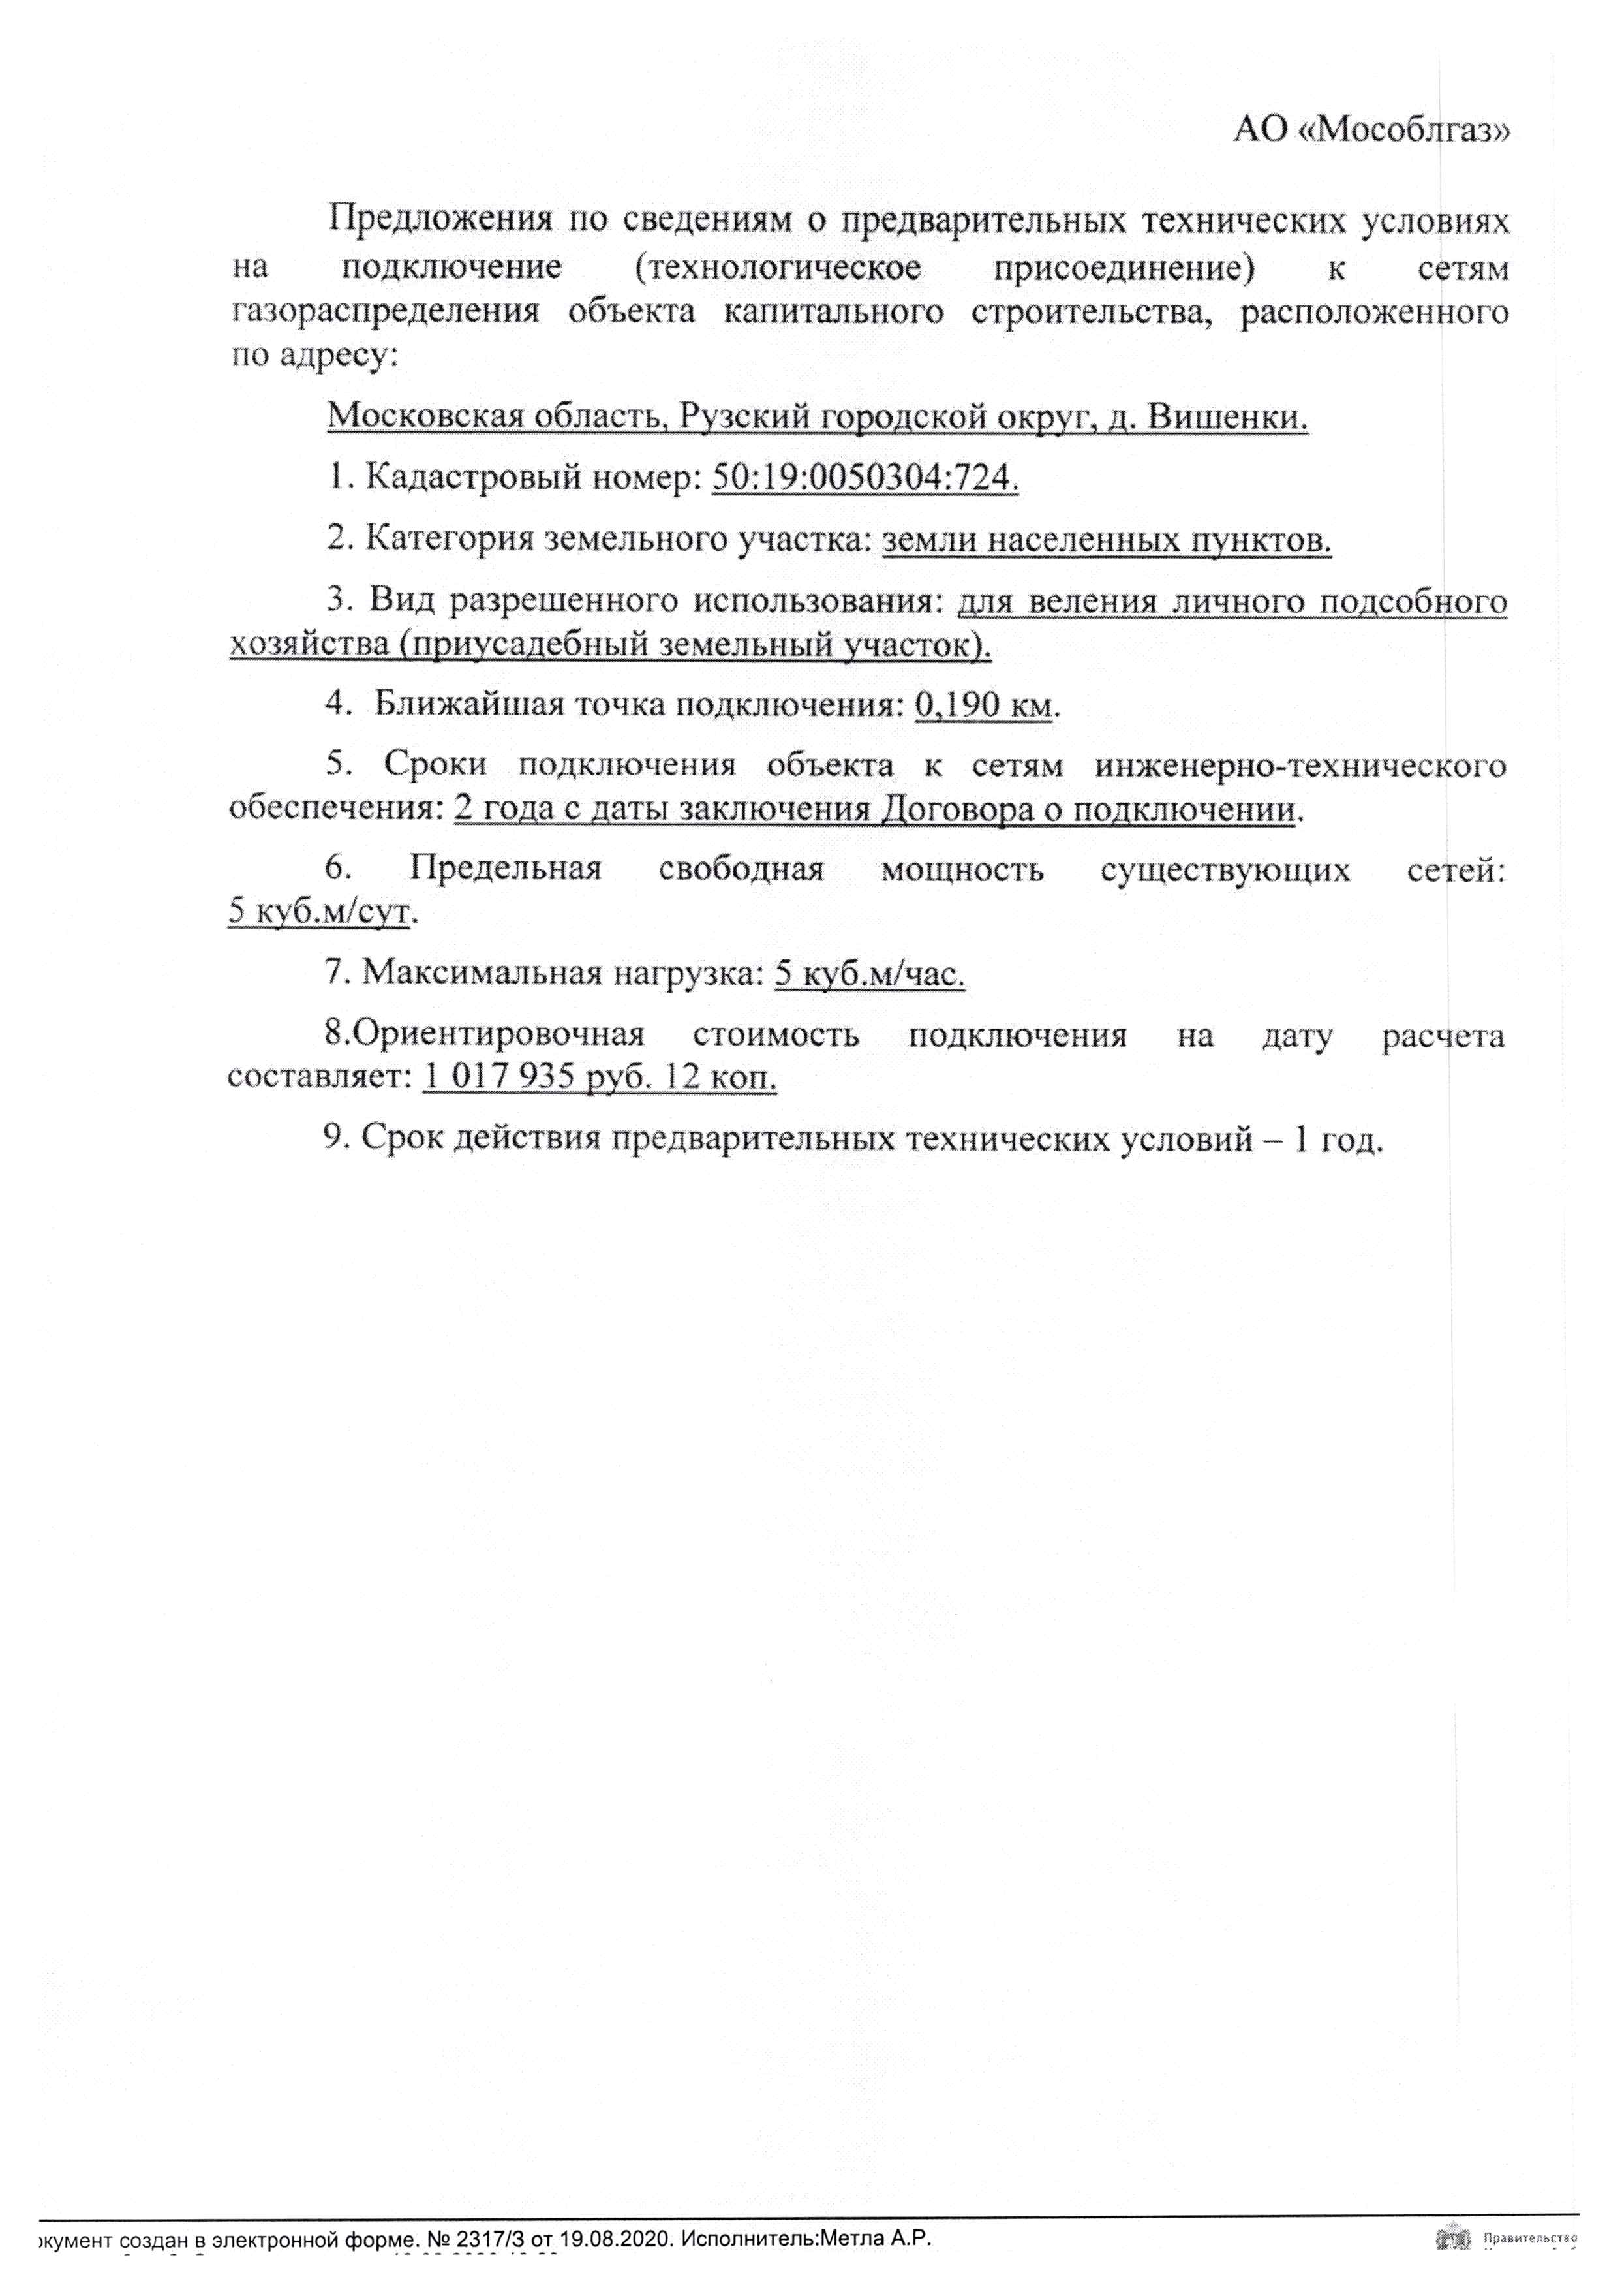 АО «Мособлгаз»
Предложения по сведениям о предварительных технических условиях
на подключение (технологическое присоединение) к сетям
газораспределения объекта капитального строительства, расположенного
по адресу:
Московская область, Рузский городской округ, д. Вишенки.
1. Кадастровый номер: 50:19:0050304:724.
2. Категория земельного участка: земли населенных пунктов.
3. Вид разрешенного использования: для веления личного подсобного
хозяйства (приусадебный земельный участок).
4. Ближайшая точка подключения: 0,190 км.
5. Сроки подключения объекта к сетям инженерно-технического
обеспечения: 2 года с даты заключения Договора о подключении.
6. Предельная свободная мощность существующих сетей:
5 куб.м/сут.
7. Максимальная нагрузка: 5 куб.м/час.
8.Ориентировочная стоимость подключения на дату расчета
составляет: 1 017 935 руб. 12 коп.
9. Срок действия предварительных технических условий – 1 год.
окумент создан в электронной форме. № 2317/3 от 19.08.2020. Исполнитель:Метла А.Р.
Правительство